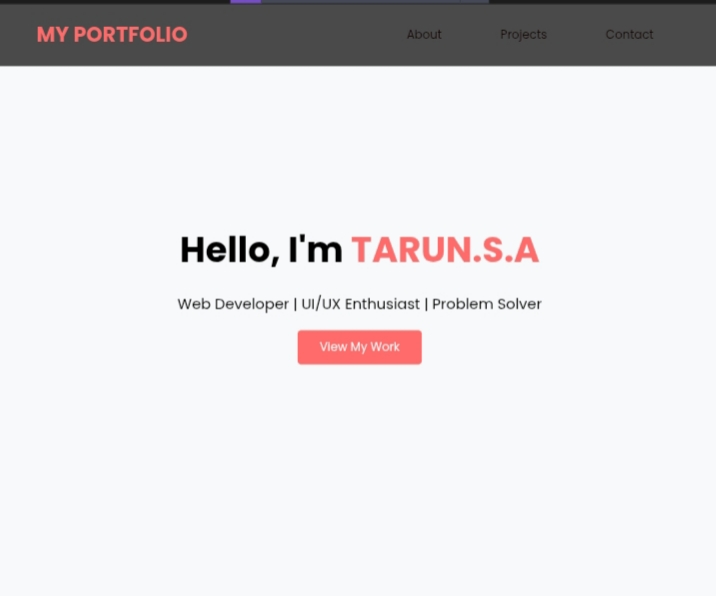 MY PORTFOLIO About Projects Contact
Hello, I'm TARUN.S.A
Web Developer | UI/UX Enthusiast | Problem Solver
View My Work